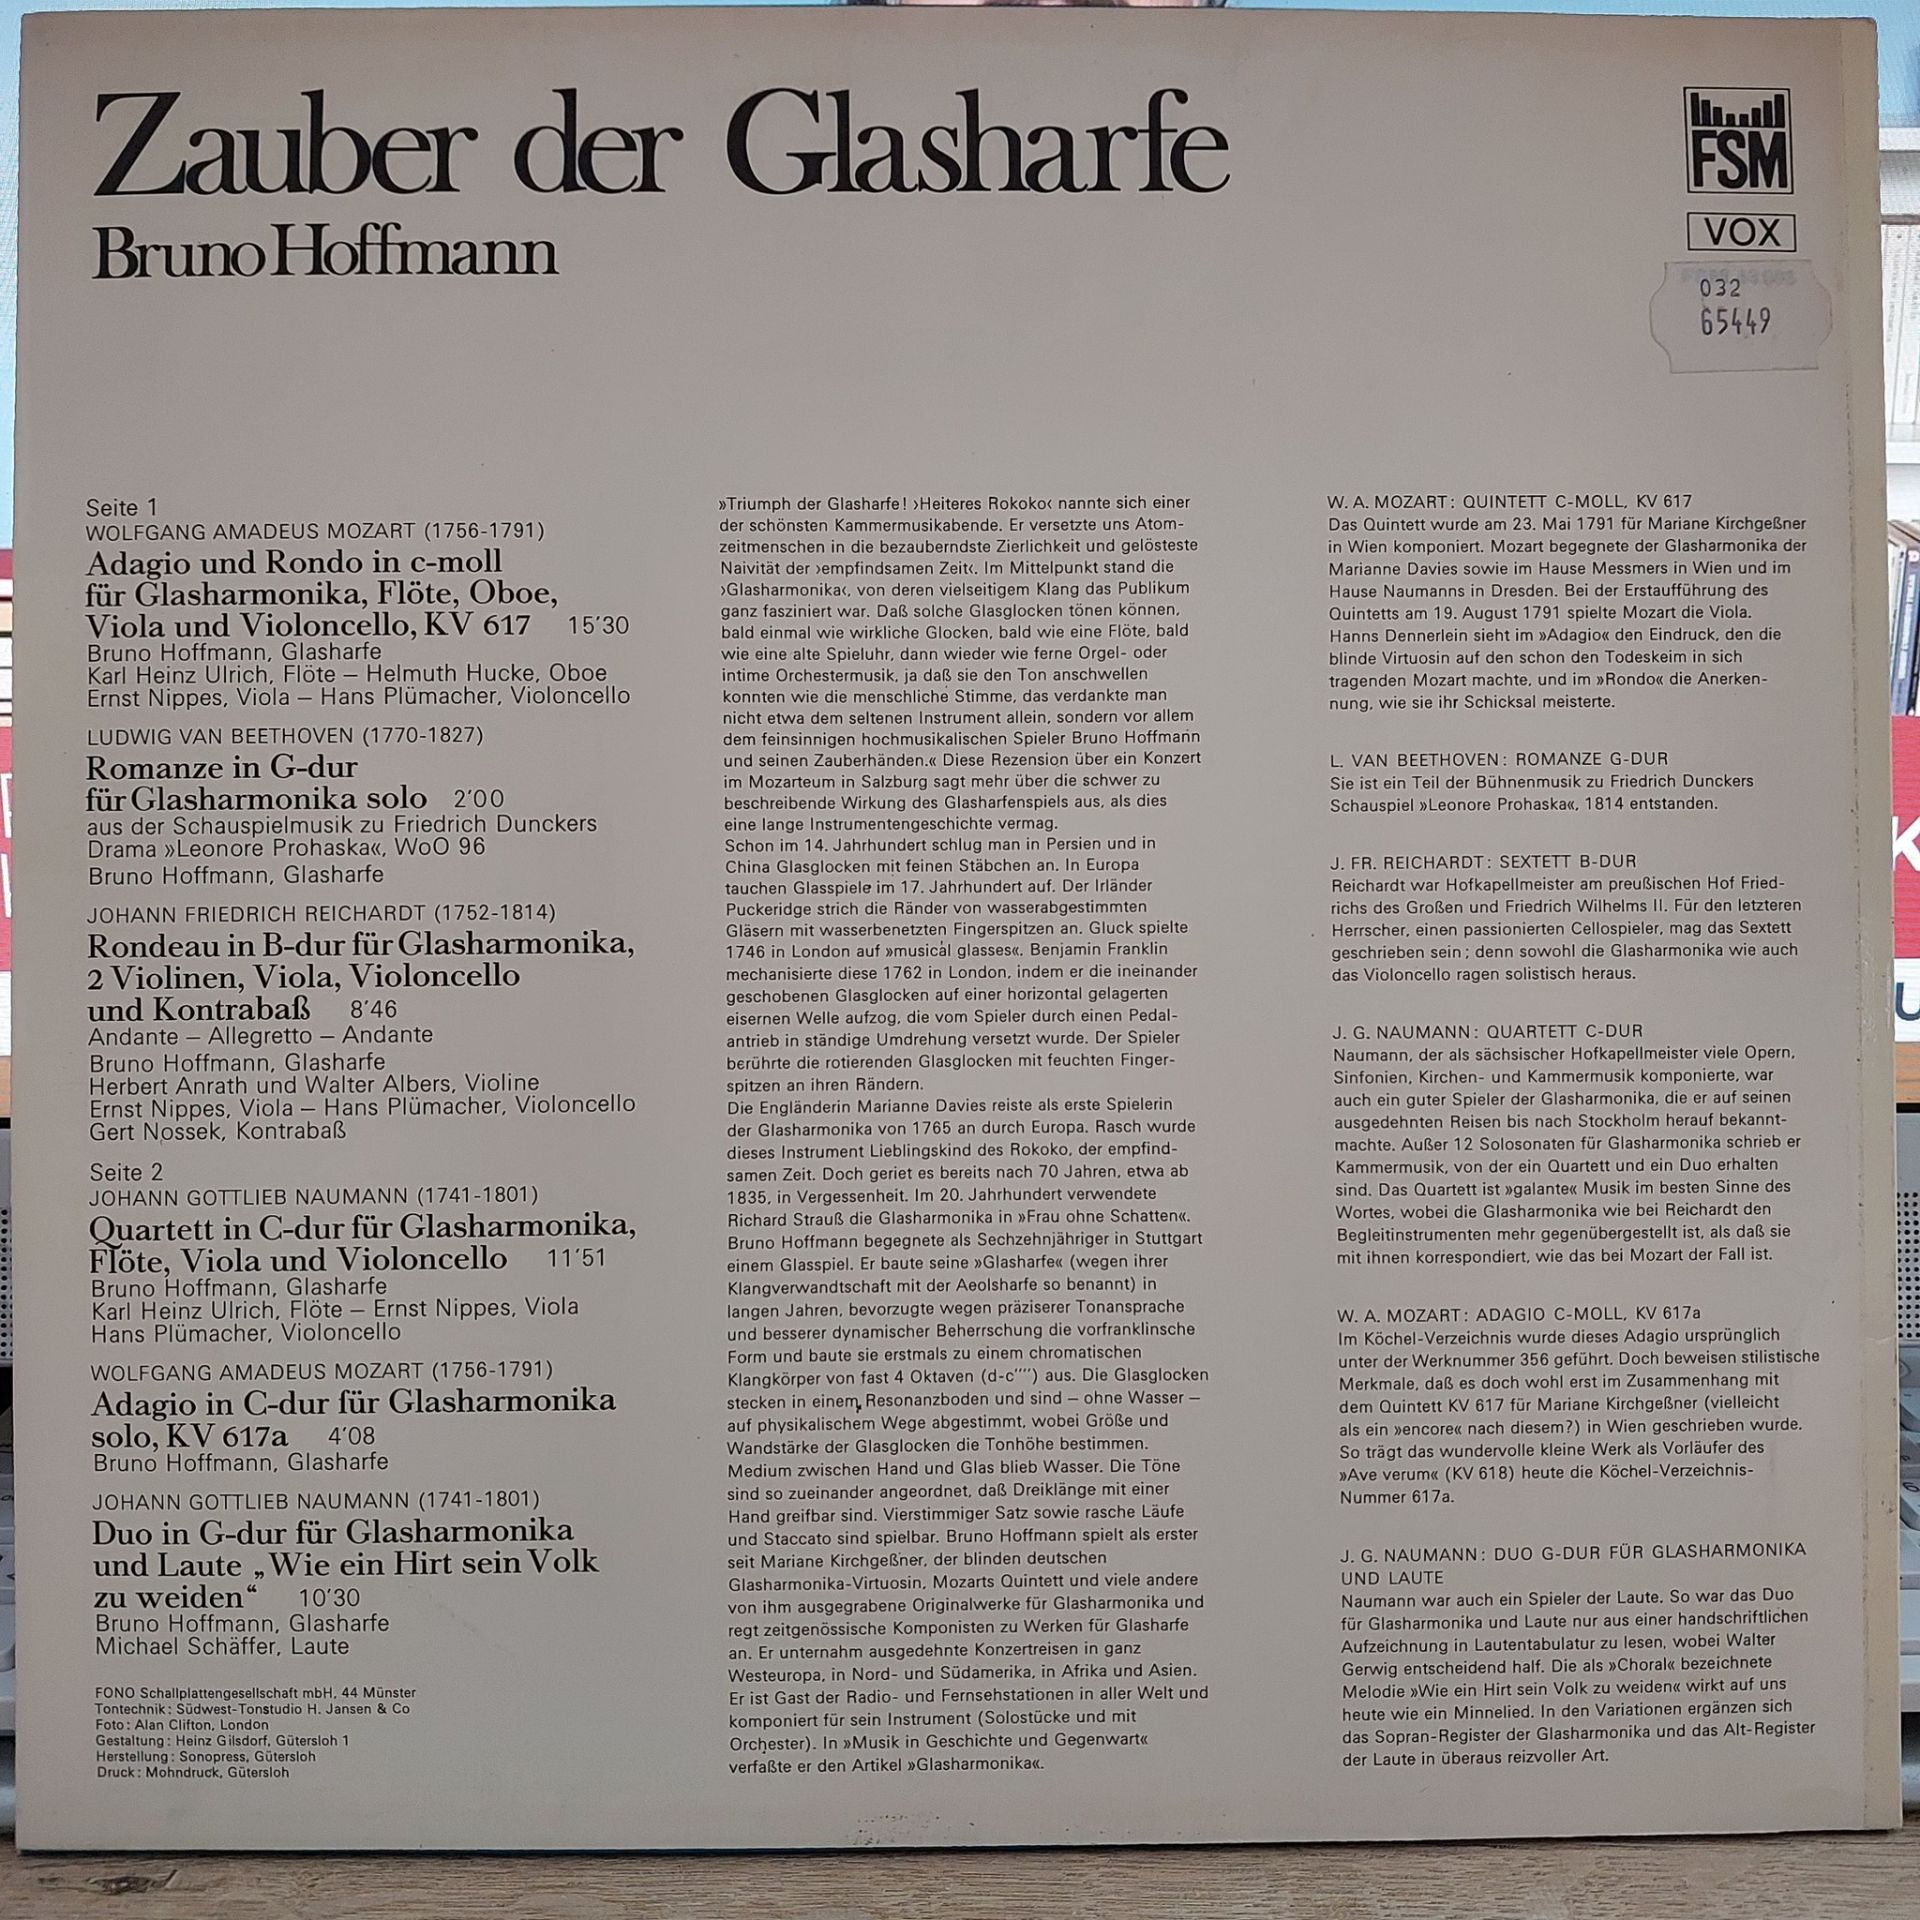 Zauber der Glasharfe
Bruno Hoffmann
FSM
VOX
032
65449
Seite 1
WOLFGANG AMADEUS MOZART (1756-1791)
Adagio und Rondo in c-moll
für Glasharmonika, Flöte, Oboe,
Viola und Violoncello, KV 617 15'30
Bruno Hoffmann, Glasharfe
Karl Heinz Ulrich, Flöte – Helmuth Hucke, Oboe
Ernst Nippes, Viola – Hans Plümacher, Violoncello
LUDWIG VAN BEETHOVEN (1770-1827)
Romanze in G-dur
für Glasharmonika solo 2'00
aus der Schauspielmusik zu Friedrich Dunckers
Drama »Leonore Prohaska«, WoO 96
Bruno Hoffmann, Glasharfe
JOHANN FRIEDRICH REICHARDT (1752-1814)
Rondeau in B-dur für Glasharmonika,
2 Violinen, Viola, Violoncello
und Kontrabaß 8'46
Andante – Allegretto – Andante
Bruno Hoffmann, Glasharfe
Herbert Anrath und Walter Albers, Violine
Ernst Nippes, Viola – Hans Plümacher, Violoncello
Gert Nossek, Kontrabaß
Seite 2
JOHANN GOTTLIEB NAUMANN (1741-1801)
Quartett in C-dur für Glasharmonika,
Flöte, Viola und Violoncello 11'51
Bruno Hoffmann, Glasharfe
Karl Heinz Ulrich, Flöte – Ernst Nippes, Viola
Hans Plümacher, Violoncello
WOLFGANG AMADEUS MOZART (1756-1791)
Adagio in C-dur für Glasharmonika
solo, KV 617a 4'08
Bruno Hoffmann, Glasharfe
JOHANN GOTTLIEB NAUMANN (1741-1801)
Duo in G-dur für Glasharmonika
und Laute „Wie ein Hirt sein Volk
zu weiden“ 10'30
Bruno Hoffmann, Glasharfe
Michael Schäffer, Laute
FONO Schallplattengesellschaft mbH, 44 Münster
Tontechnik: Südwest-Tonstudio H. Jansen & Co
Foto: Alan Clifton, London
Gestaltung: Heinz Gilsdorf, Gütersloh 1
Herstellung: Sonopress, Gütersloh
Druck: Mohndruck, Gütersloh
»Triumph der Glasharfe! ›Heiteres Rokoko‹ nannte sich einer
der schönsten Kammermusikabende. Er versetzte uns Atom-
zeitmenschen in die bezauberndste Zierlichkeit und gelösteste
Naivität der ›empfindsamen Zeit‹. Im Mittelpunkt stand die
›Glasharmonika‹, von deren vielseitigem Klang das Publikum
ganz fasziniert war. Daß solche Glasglocken tönen können,
bald einmal wie wirkliche Glocken, bald wie eine Flöte, bald
wie eine alte Spieluhr, dann wieder wie ferne Orgel- oder
intime Orchestermusik, ja daß sie den Ton anschwellen
konnten wie die menschliche Stimme, das verdankte man
nicht etwa dem seltenen Instrument allein, sondern vor allem
dem feinsinnigen hochmusikalischen Spieler Bruno Hoffmann
und seinen Zauberhänden.« Diese Rezension über ein Konzert
im Mozarteum in Salzburg sagt mehr über die schwer zu
beschreibende Wirkung des Glasharfenspiels aus, als dies
eine lange Instrumentengeschichte vermag.
Schon im 14. Jahrhundert schlug man in Persien und in
China Glasglocken mit feinen Stäbchen an. In Europa
tauchen Glasspiele im 17. Jahrhundert auf. Der Irländer
Puckeridge strich die Ränder von wasserabgestimmten
Gläsern mit wasserbenetzten Fingerspitzen an. Gluck spielte
1746 in London auf »musical glasses«. Benjamin Franklin
mechanisierte diese 1762 in London, indem er die ineinander
geschobenen Glasglocken auf einer horizontal gelagerten
eisernen Welle aufzog, die vom Spieler durch einen Pedal-
antrieb in ständige Umdrehung versetzt wurde. Der Spieler
berührte die rotierenden Glasglocken mit feuchten Finger-
spitzen an ihren Rändern.
Die Engländerin Marianne Davies reiste als erste Spielerin
der Glasharmonika von 1765 an durch Europa. Rasch wurde
dieses Instrument Lieblingskind des Rokoko, der empfind-
samen Zeit. Doch geriet es bereits nach 70 Jahren, etwa ab
1835, in Vergessenheit. Im 20. Jahrhundert verwendete
Richard Strauß die Glasharmonika in »Frau ohne Schatten«.
Bruno Hoffmann begegnete als Sechzehnjähriger in Stuttgart
einem Glasspiel. Er baute seine »Glasharfe« (wegen ihrer
Klangverwandtschaft mit der Aeolsharfe so benannt) in
langen Jahren, bevorzugte wegen präziserer Tonansprache
und besserer dynamischer Beherrschung die vorfranklinsche
Form und baute sie erstmals zu einem chromatischen
Klangkörper von fast 4 Oktaven (d-c'''') aus. Die Glasglocken
stecken in einem Resonanzboden und sind – ohne Wasser –
auf physikalischem Wege abgestimmt, wobei Größe und
Wandstärke der Glasglocken die Tonhöhe bestimmen.
Medium zwischen Hand und Glas blieb Wasser. Die Töne
sind so zueinander angeordnet, daß Dreiklänge mit einer
Hand greifbar sind. Vierstimmiger Satz sowie rasche Läufe
und Staccato sind spielbar. Bruno Hoffmann spielt als erster
seit Mariane Kirchgeßner, der blinden deutschen
Glasharmonika-Virtuosin, Mozarts Quintett und viele andere
von ihm ausgegrabene Originalwerke für Glasharmonika und
regt zeitgenössische Komponisten zu Werken für Glasharfe
an. Er unternahm ausgedehnte Konzertreisen in ganz
Westeuropa, in Nord- und Südamerika, in Afrika und Asien.
Er ist Gast der Radio- und Fernsehstationen in aller Welt und
komponiert für sein Instrument (Solostücke und mit
Orchester). In »Musik in Geschichte und Gegenwart«
verfaßte er den Artikel »Glasharmonika«.
W. A. MOZART: QUINTETT C-MOLL, KV 617
Das Quintett wurde am 23. Mai 1791 für Mariane Kirchgeßner
in Wien komponiert. Mozart begegnete der Glasharmonika der
Marianne Davies sowie im Hause Messmers in Wien und im
Hause Naumanns in Dresden. Bei der Erstaufführung des
Quintetts am 19. August 1791 spielte Mozart die Viola.
Hanns Dennerlein sieht im »Adagio« den Eindruck, den die
blinde Virtuosin auf den schon den Todeskeim in sich
tragenden Mozart machte, und im »Rondo« die Anerken-
nung, wie sie ihr Schicksal meisterte.
L. VAN BEETHOVEN: ROMANZE G-DUR
Sie ist ein Teil der Bühnenmusik zu Friedrich Dunckers
Schauspiel »Leonore Prohaska«, 1814 entstanden.
J. FR. REICHARDT: SEXTETT B-DUR
Reichardt war Hofkapellmeister am preußischen Hof Fried-
richs des Großen und Friedrich Wilhelms II. Für den letzteren
Herrscher, einen passionierten Cellospieler, mag das Sextett
geschrieben sein; denn sowohl die Glasharmonika wie auch
das Violoncello ragen solistisch heraus.
J. G. NAUMANN: QUARTETT C-DUR
Naumann, der als sächsischer Hofkapellmeister viele Opern,
Sinfonien, Kirchen- und Kammermusik komponierte, war
auch ein guter Spieler der Glasharmonika, die er auf seinen
ausgedehnten Reisen bis nach Stockholm herauf bekannt-
machte. Außer 12 Solosonaten für Glasharmonika schrieb er
Kammermusik, von der ein Quartett und ein Duo erhalten
sind. Das Quartett ist »galante« Musik im besten Sinne des
Wortes, wobei die Glasharmonika wie bei Reichardt den
Begleitinstrumenten mehr gegenübergestellt ist, als daß sie
mit ihnen korrespondiert, wie das bei Mozart der Fall ist.
W. A. MOZART: ADAGIO C-MOLL, KV 617a
Im Köchel-Verzeichnis wurde dieses Adagio ursprünglich
unter der Werknummer 356 geführt. Doch beweisen stilistische
Merkmale, daß es doch wohl erst im Zusammenhang mit
dem Quintett KV 617 für Mariane Kirchgeßner (vielleicht
als ein »encore« nach diesem?) in Wien geschrieben wurde.
So trägt das wundervolle kleine Werk als Vorläufer des
»Ave verum« (KV 618) heute die Köchel-Verzeichnis-
Nummer 617a.
J. G. NAUMANN: DUO G-DUR FÜR GLASHARMONIKA
UND LAUTE
Naumann war auch ein Spieler der Laute. So war das Duo
für Glasharmonika und Laute nur aus einer handschriftlichen
Aufzeichnung in Lautentabulatur zu lesen, wobei Walter
Gerwig entscheidend half. Die als »Choral« bezeichnete
Melodie »Wie ein Hirt sein Volk zu weiden« wirkt auf uns
heute wie ein Minnelied. In den Variationen ergänzen sich
das Sopran-Register der Glasharmonika und das Alt-Register
der Laute in überaus reizvoller Art.